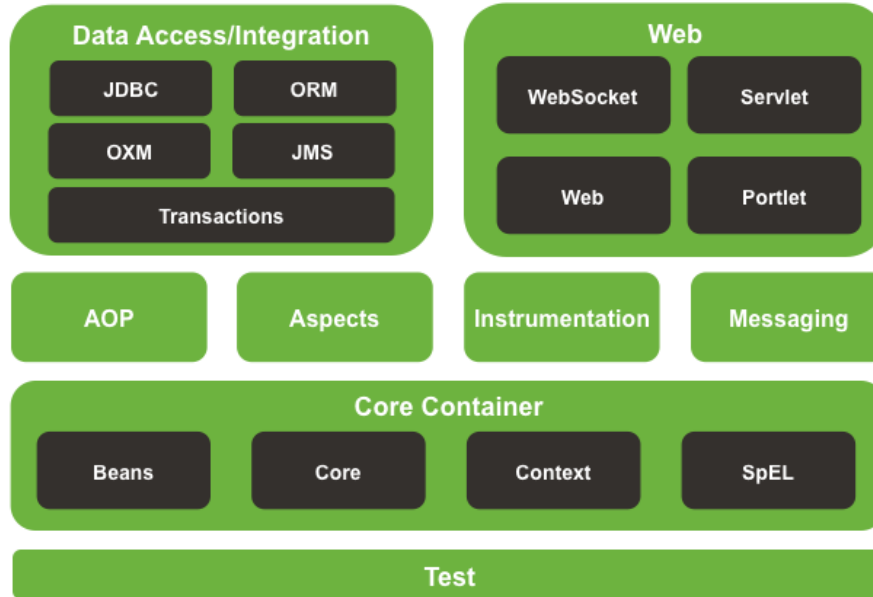 Data Access/Integration
JDBC
ORM
OXM
JMS
Transactions
Web
WebSocket
Servlet
Web
Portlet
AOP
Aspects
Instrumentation
Messaging
Core Container
Beans
Core
Context
SpEL
Test